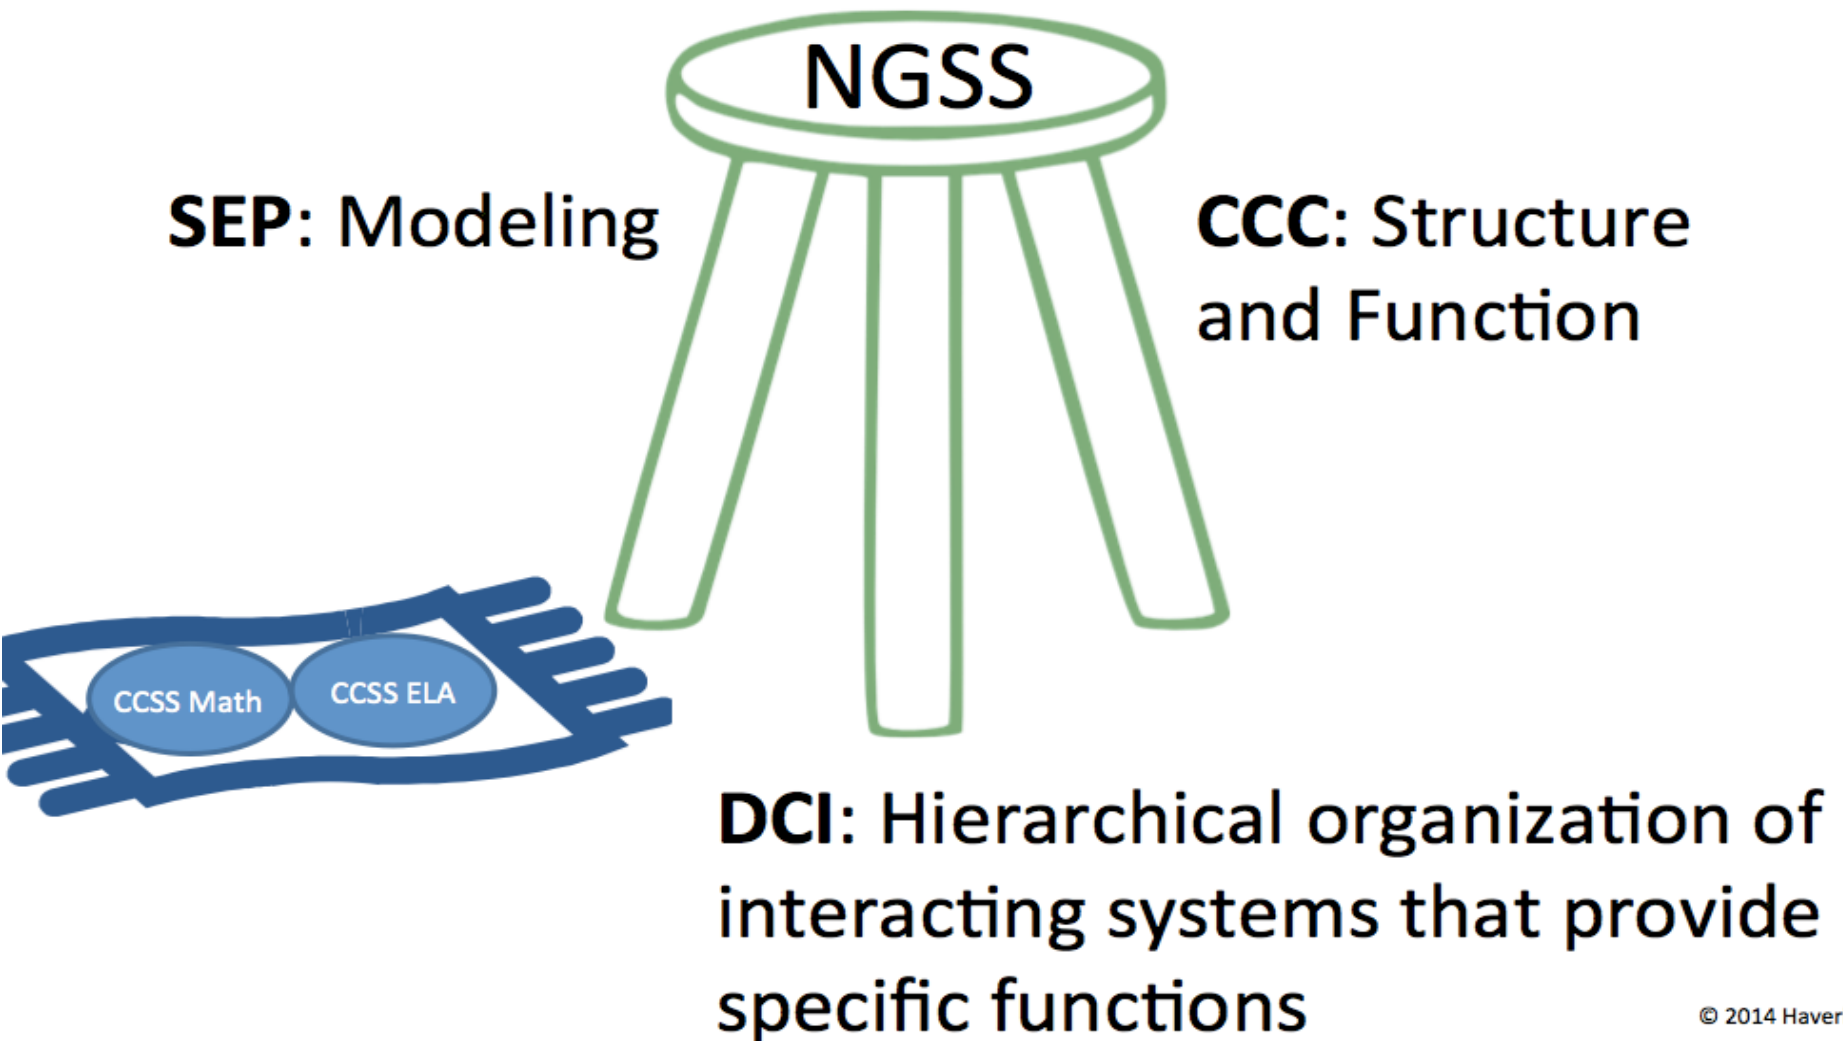 NGSS
SEP: Modeling
CCC: Structure
and Function
CCSS Math
CCSS ELA
DCI: Hierarchical organization of
interacting systems that provide
specific functions
© 2014 Haver